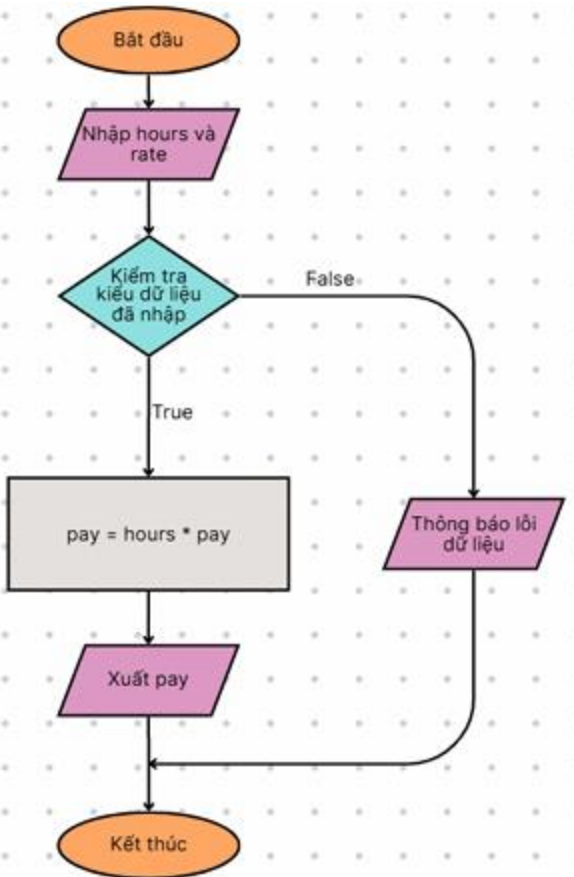 Bắt đầu
Nhập hours và
rate
Kiểm tra
kiểu dữ liệu
đã nhập
False
True
pay = hours * pay
Thông báo lỗi
dữ liệu
Xuất pay
Kết thúc